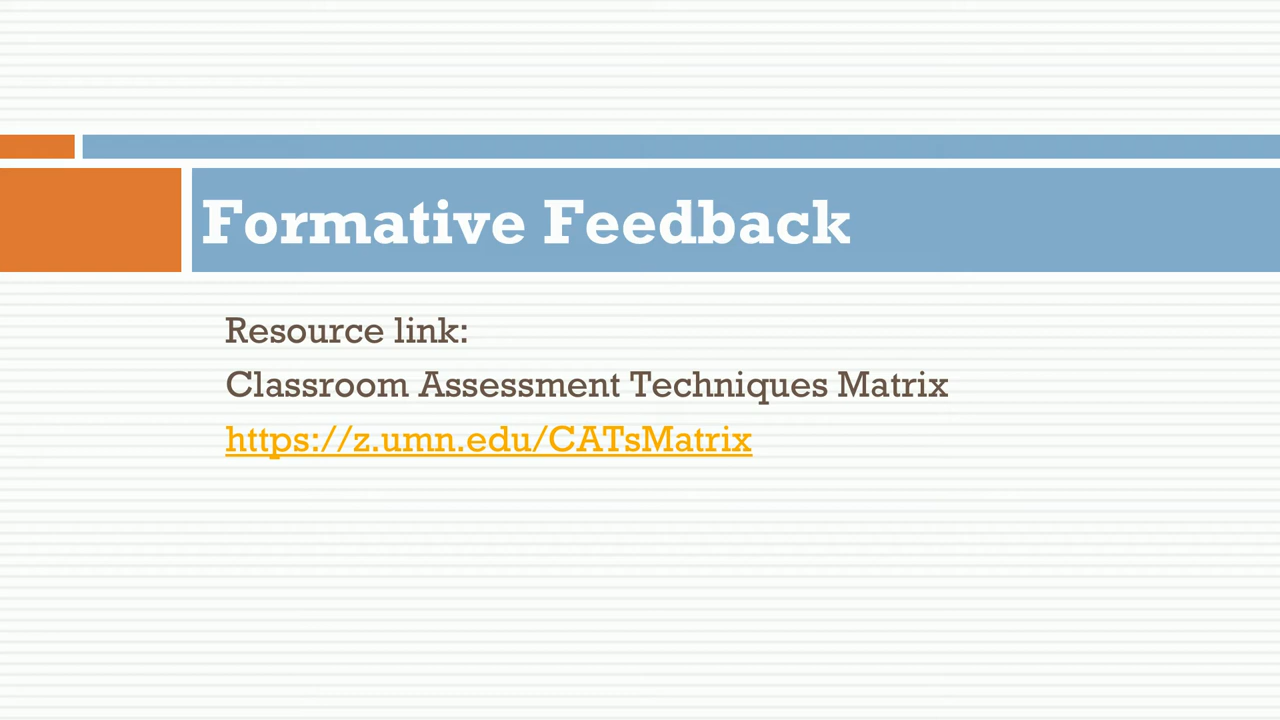 Formative Feedback
Resource link:
Classroom Assessment Techniques Matrix
https://z.umn.edu/CATsMatrix